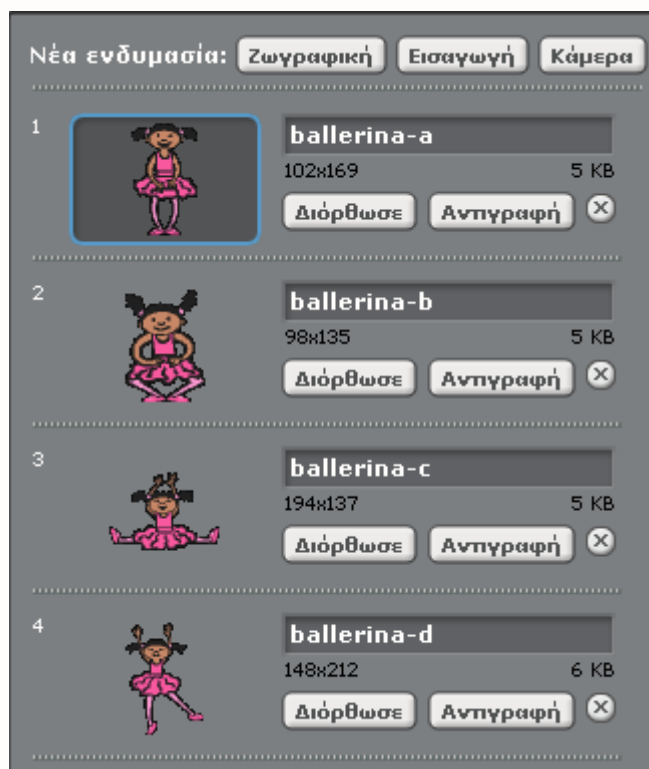 Νέα ενδυμασία: Ζωγραφική Εισαγωγή Κάμερα
1
ballerina-a
102x169 5 KB
Διόρθωσε Αντιγραφή
2
ballerina-b
98x135 5 KB
Διόρθωσε Αντιγραφή
3
ballerina-c
194x137 5 KB
Διόρθωσε Αντιγραφή
4
ballerina-d
148x212 6 KB
Διόρθωσε Αντιγραφή